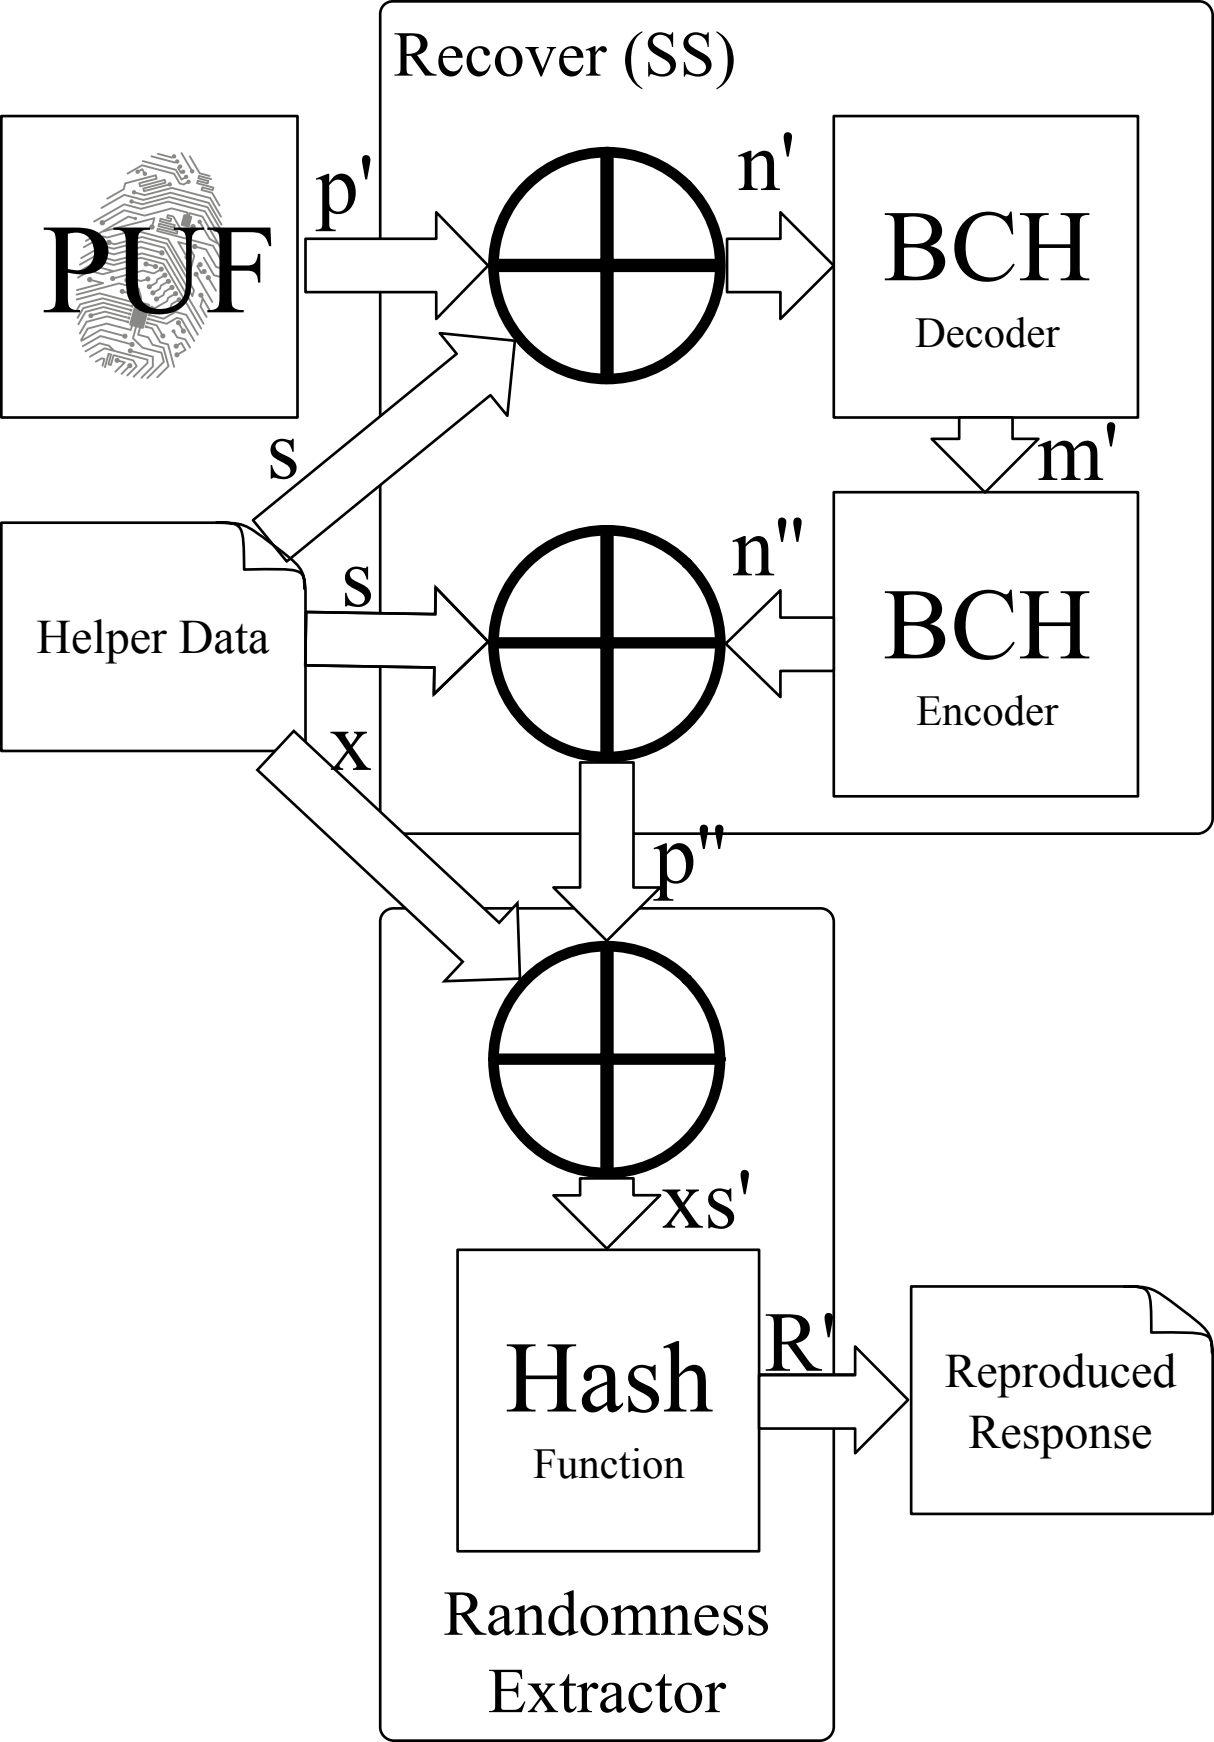 Recover (SS)
PUF
p'
n'
BCH
Decoder
s
m'
Helper Data
s
n''
BCH
Encoder
x
p''
xs'
Hash
Function
R'
Reproduced
Response
Randomness
Extractor